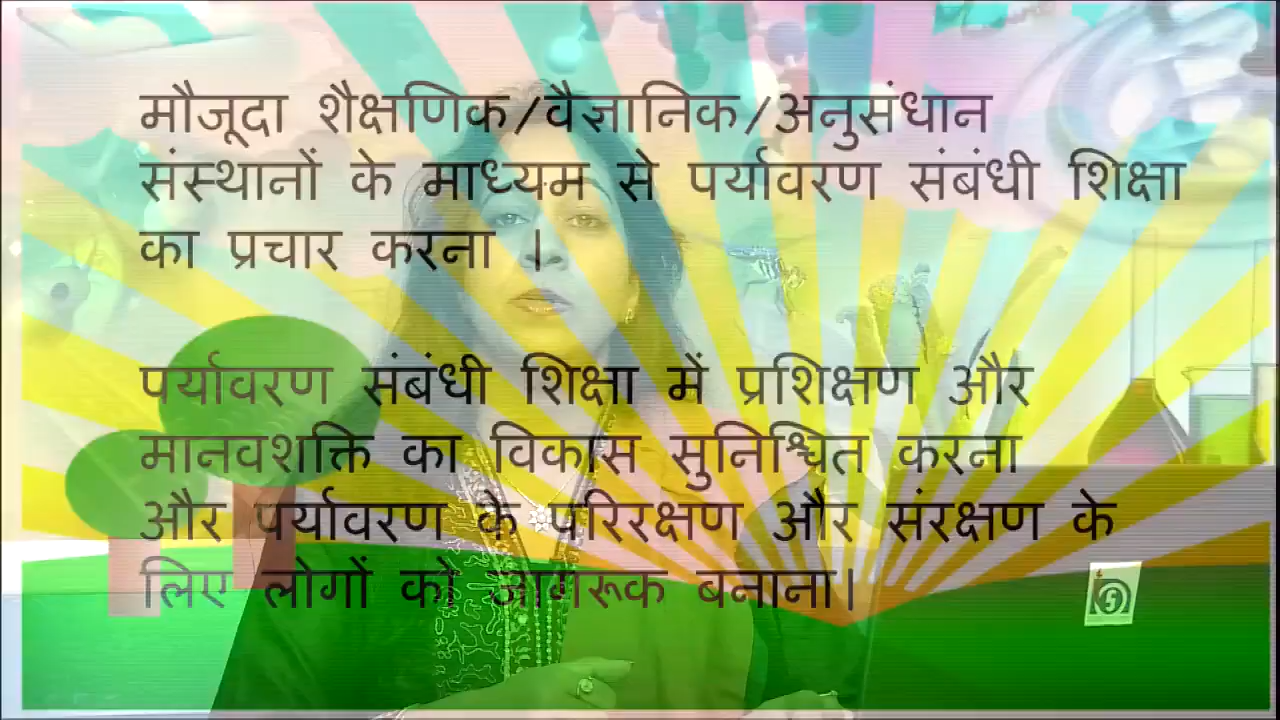 मौजूदा शैक्षणिक/वैज्ञानिक/अनुसंधान
संस्थानों के माध्यम से पर्यावरण संबंधी शिक्षा
का प्रचार करना ।
पर्यावरण संबंधी शिक्षा में प्रशिक्षण और
मानवशक्ति का विकास सुनिश्चित करना
और पर्यावरण के परिरक्षण और संरक्षण के
लिए लोगों को जागरूक बनाना।